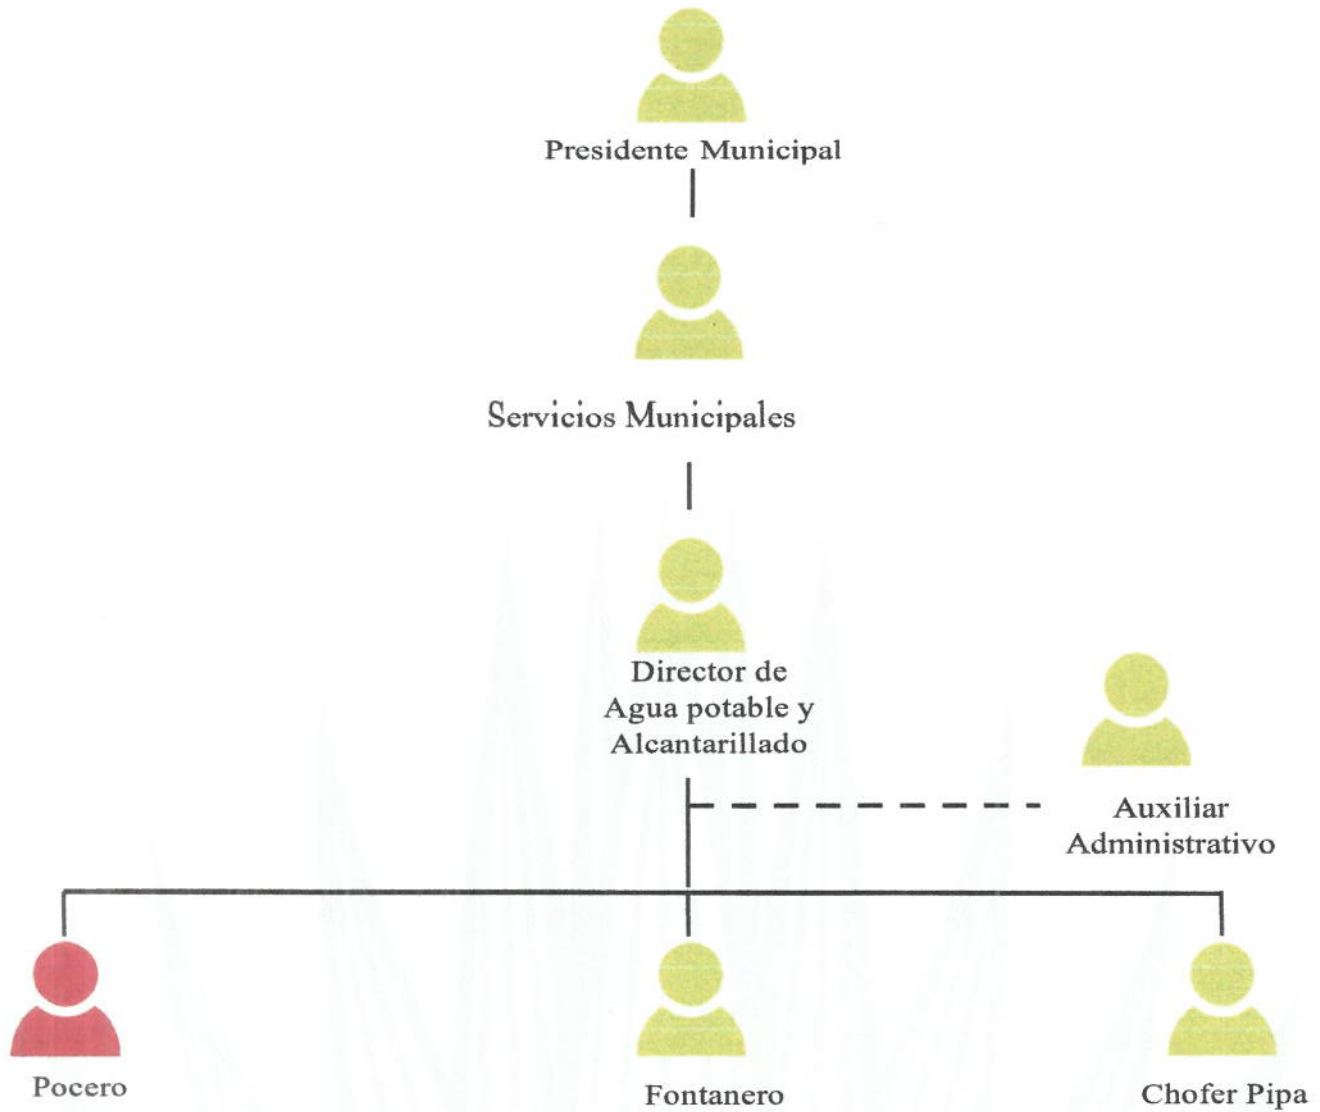 Presidente Municipal
Servicios Municipales
Director de
Agua potable y
Alcantarillado
Auxiliar
Administrativo
Pocero
Fontanero
Chofer Pipa